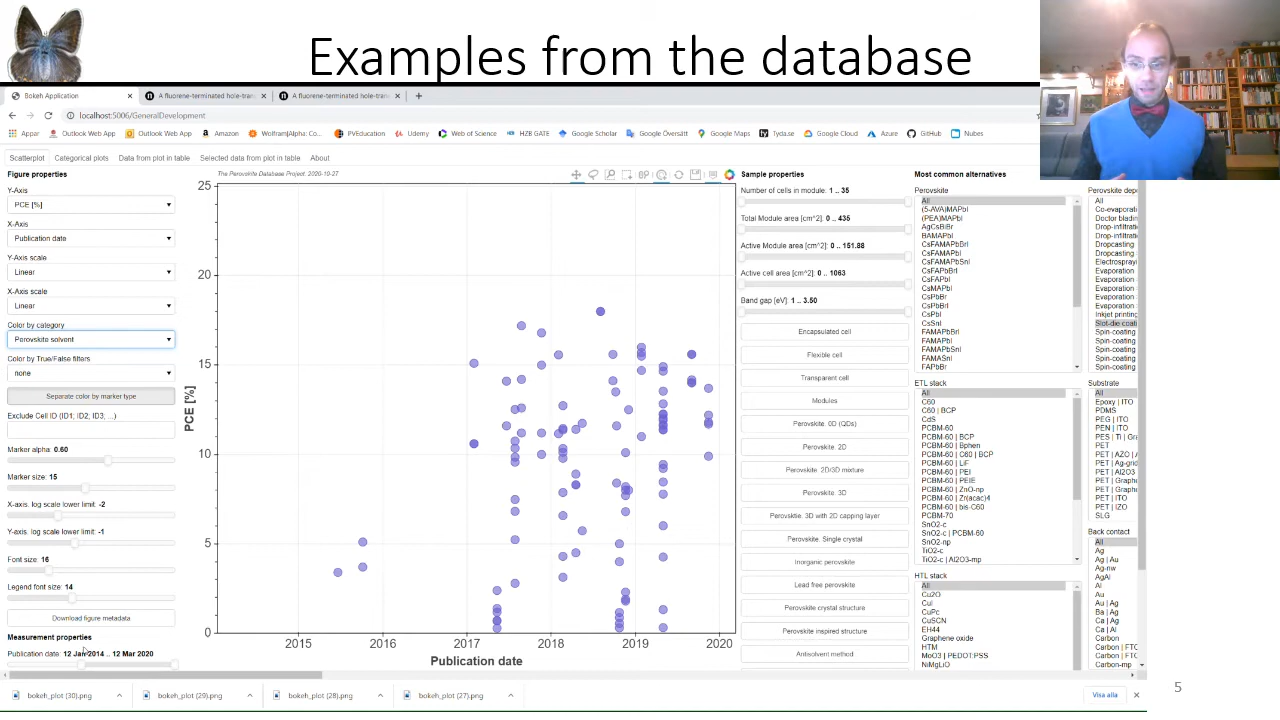 Examples from the database
Bokeh Application
A fluorene-terminated hole-tran
A fluorene-terminated hole-tran
localhost:5006/GeneralDevelopment
Appar
Outlook Web App
Outlook Web App
Amazon
Wolfram|Alpha: Co...
PVEducation
Udemy
Web of Science
HZB GATE
Google Scholar
Google Översätt
Google Maps
Tyda.se
Google Cloud
Azure
GitHub
Nubes
Scatterplot
Categorical plots
Data from plot in table
Selected data from plot in table
About
Figure properties
Y-Axis
PCE [%]
X-Axis
Publication date
Y-Axis scale
Linear
X-Axis scale
Linear
Color by category
Perovskite solvent
Color by True/False filters
none
Separate color by marker type
Exclude Cell ID (ID1; ID2; ID3; ...)
Marker alpha: 0.60
Marker size: 15
X-axis. log scale lower limit: -2
Y-axis. log scale lower limit: -1
Font size: 16
Legend font size: 14
Download figure metadata
Measurement properties
Publication date: 12 Jan 2014 .. 12 Mar 2020
The Perovskite Database Project. 2020-10-27
25
20
15
10
5
0
PCE [%]
2015
2016
2017
2018
2019
2020
Publication date
Sample properties
Number of cells in module: 1 .. 35
Total Module area [cm^2]: 0 .. 435
Active Module area [cm^2]: 0 .. 151.88
Active cell area [cm^2]: 0 .. 1063
Band gap [eV]: 1 .. 3.50
Encapsulated cell
Flexible cell
Transparent cell
Modules
Perovskite. 0D (QDs)
Perovskite. 2D
Perovskite. 2D/3D mixture
Perovskite. 3D
Perovskite. 3D with 2D capping layer
Perovskite. Single crystal
Inorganic perovskite
Lead free perovskite
Perovskite crystal structure
Perovskite inspired structure
Antisolvent method
Most common alternatives
Perovskite
All
(5-AVA)MAPbI
(PEA)MAPbI
AgCsBiBr
BAMAPbI
CsFAMAPbBrI
CsFAMAPbI
CsFAMAPbSnI
CsFAPbBrI
CsFAPbI
CsMAPbI
CsPbBr
CsPbBrI
CsPbI
CsSnI
FAMAPbBrI
FAMAPbI
FAMAPbSnI
FAMASnI
FAPbBr
ETL stack
All
C60
C60 | BCP
CdS
PCBM-60
PCBM-60 | BCP
PCBM-60 | Bphen
PCBM-60 | C60 | BCP
PCBM-60 | LiF
PCBM-60 | PEI
PCBM-60 | PEIE
PCBM-60 | ZnO-np
PCBM-60 | Zr(acac)4
PCBM-60 | bis-C60
PCBM-70
SnO2-c
SnO2-c | PCBM-60
SnO2-np
TiO2-c
TiO2-c | Al2O3-mp
HTL stack
All
Cu2O
CuI
CuPc
CuSCN
EH44
Graphene oxide
HTM
MoO3 | PEDOT:PSS
NiMgLiO
Perovskite depo
All
Co-evaporati
Doctor bladin
Drop-infiltrati
Dropcasting
Electrosprayi
Evaporation
Evaporation
Evaporation
Evaporation
Evaporation
Evaporation
Inkjet printing
Slot-die coati
Spin-coating
Spin-coating
Spin-coating
Spin-coating
Spin-coating
Substrate
All
Epoxy | ITO
PDMS
PEG | ITO
PEN | ITO
PES | Ti | Gra
PET
PET | AZO | A
PET | Ag-grid
PET | Al2O3
PET | Graphe
PET | ITO
PET | IZO
SLG
Back contact
All
Ag
Ag | Au
Ag-nw
AgAl
Al
Au
Au | Ag
Ba | Ag
Ca | Ag
Ca | Al
Carbon
Carbon | FTO
Carbon | FTO
Carbon-mp
bokeh_plot (30).png
bokeh_plot (29).png
bokeh_plot (28).png
bokeh_plot (27).png
Visa alla
5